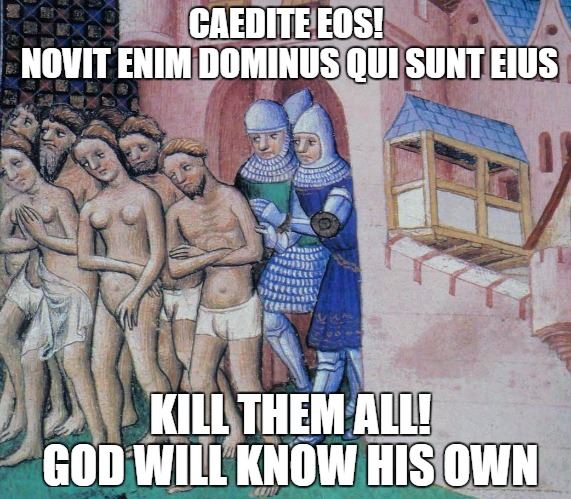 CAEDITE EOS!
NOVIT ENIM DOMINUS QUI SUNT EIUS
KILL THEM ALL!
GOD WILL KNOW HIS OWN